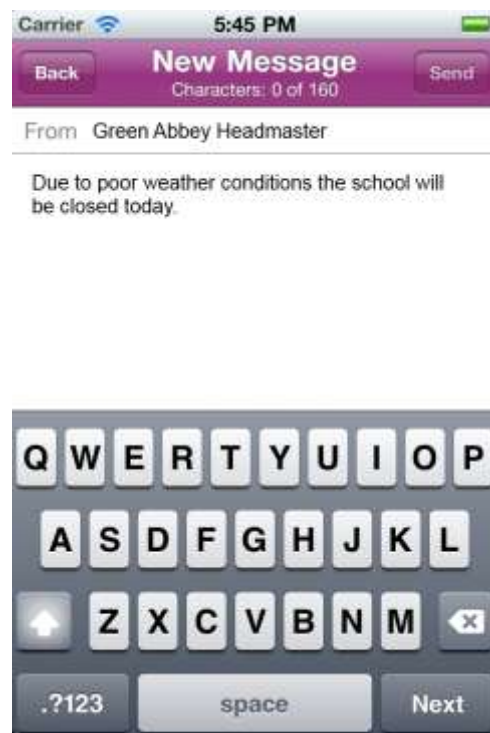 Carrier 5:45 PM
Back New Message Send
Characters: 0 of 160
From Green Abbey Headmaster
Due to poor weather conditions the school will
be closed today.
Q W E R T Y U I O P
A S D F G H J K L
Z X C V B N M
.?123 space Next